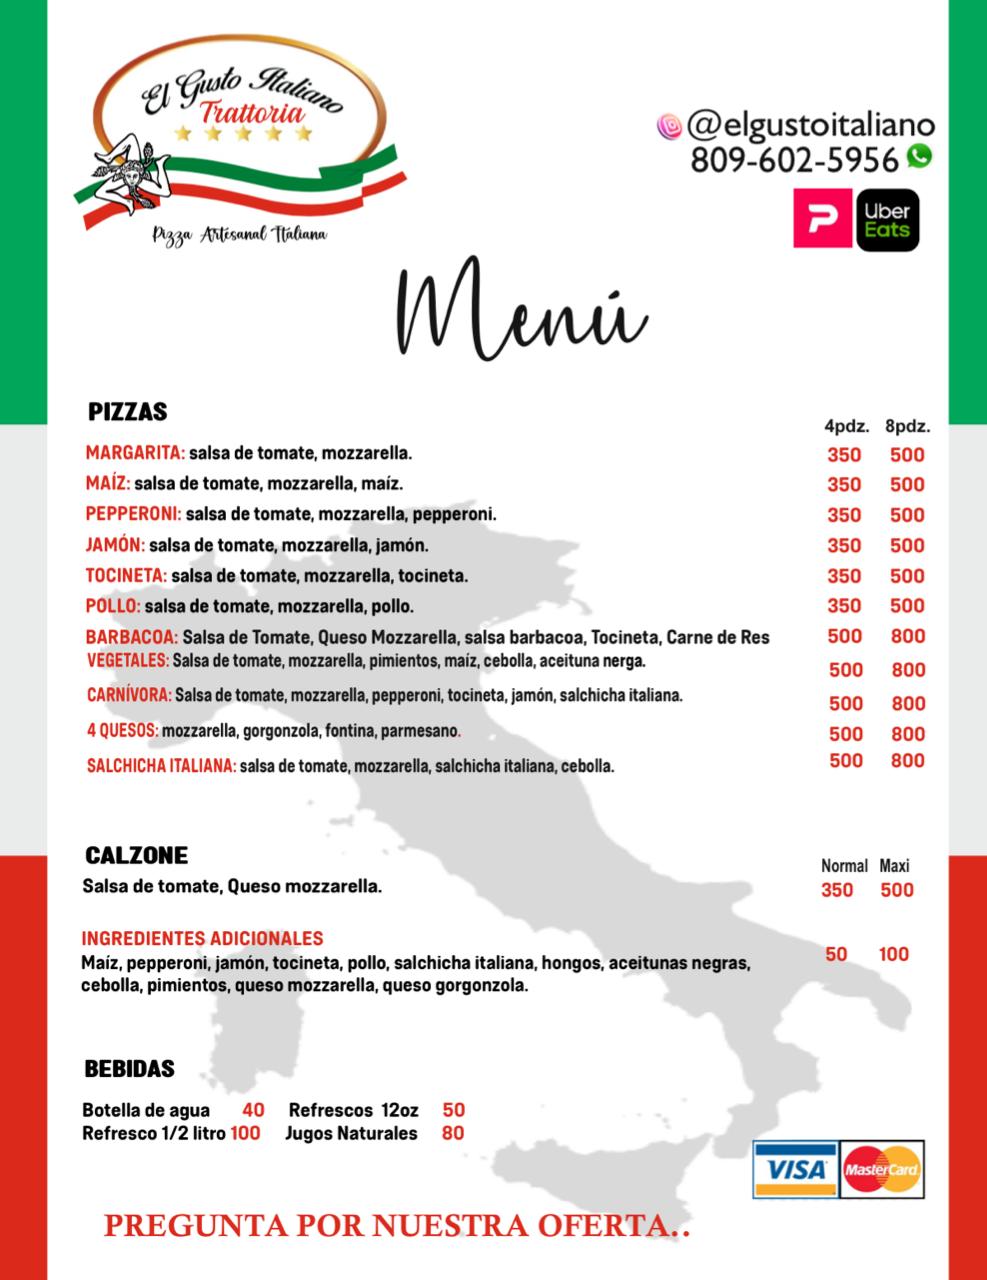 El Gusto Italiano
Trattoria
Pizza Artesanal Italiana
@elgustoitaliano
809-602-5956
Uber
Eats
Menú
PIZZAS
4pdz. 8pdz.
MARGARITA: salsa de tomate, mozzarella. 350 500
MAÍZ: salsa de tomate, mozzarella, maíz. 350 500
PEPPERONI: salsa de tomate, mozzarella, pepperoni. 350 500
JAMÓN: salsa de tomate, mozzarella, jamón. 350 500
TOCINETA: salsa de tomate, mozzarella, tocineta. 350 500
POLLO: salsa de tomate, mozzarella, pollo. 350 500
BARBACOA: Salsa de Tomate, Queso Mozzarella, salsa barbacoa, Tocineta, Carne de Res 500 800
VEGETALES: Salsa de tomate, mozzarella, pimientos, maíz, cebolla, aceituna nerga. 500 800
CARNÍVORA: Salsa de tomate, mozzarella, pepperoni, tocineta, jamón, salchicha italiana. 500 800
4 QUESOS: mozzarella, gorgonzola, fontina, parmesano. 500 800
SALCHICHA ITALIANA: salsa de tomate, mozzarella, salchicha italiana, cebolla. 500 800
CALZONE
Normal Maxi
Salsa de tomate, Queso mozzarella. 350 500
INGREDIENTES ADICIONALES
Maíz, pepperoni, jamón, tocineta, pollo, salchicha italiana, hongos, aceitunas negras, 50 100
cebolla, pimientos, queso mozzarella, queso gorgonzola.
BEBIDAS
Botella de agua 40 Refrescos 12oz 50
Refresco 1/2 litro 100 Jugos Naturales 80
VISA MasterCard
PREGUNTA POR NUESTRA OFERTA..